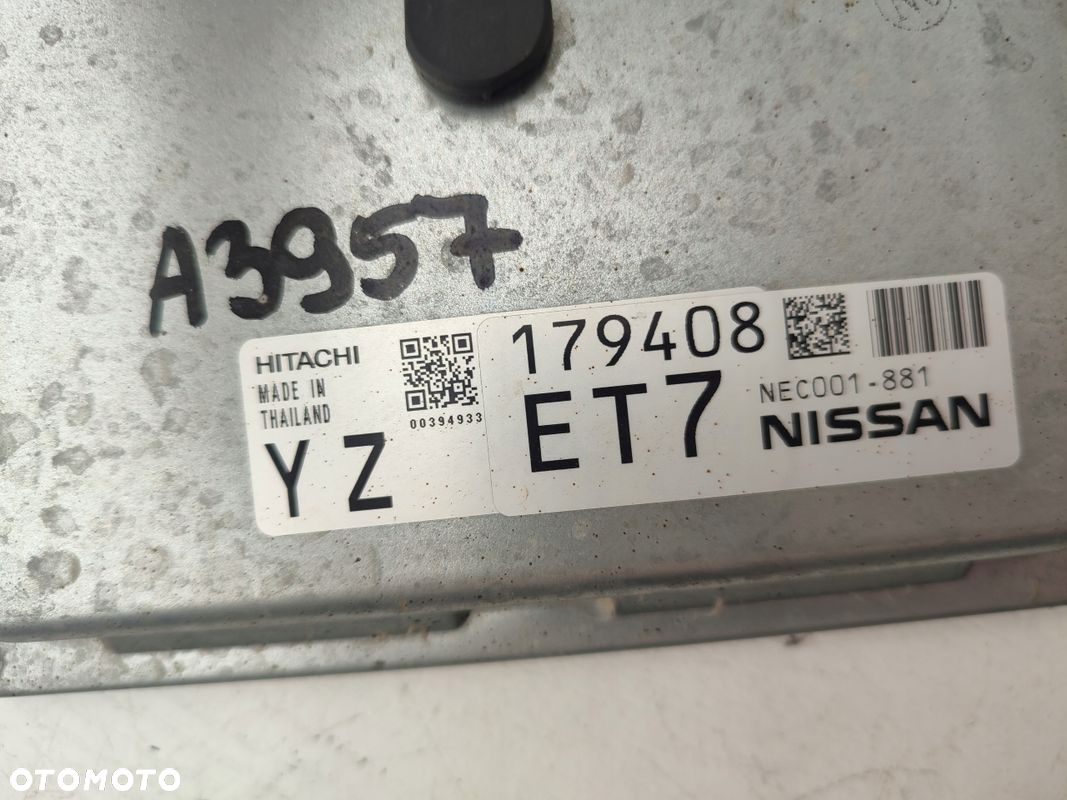 A3957
HITACHI
MADE IN
THAILAND
00394933
YZ
179408
ET7
NEC001-881
NISSAN
OTOMOTO